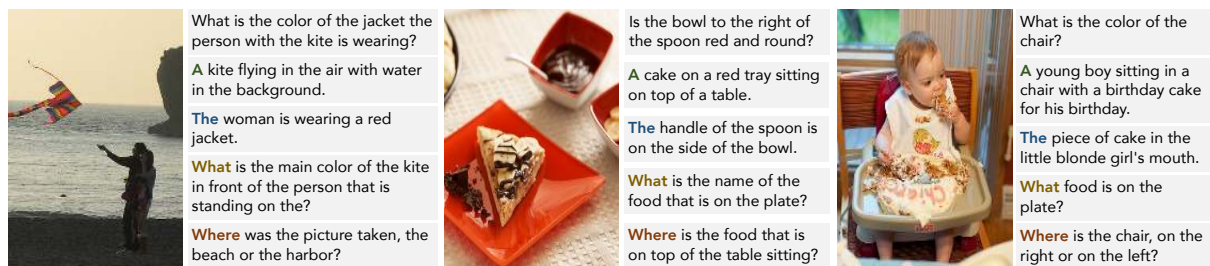 What is the color of the jacket the
person with the kite is wearing?
A kite flying in the air with water
in the background.
The woman is wearing a red
jacket.
What is the main color of the kite
in front of the person that is
standing on the?
Where was the picture taken, the
beach or the harbor?
Is the bowl to the right of
the spoon red and round?
A cake on a red tray sitting
on top of a table.
The handle of the spoon is
on the side of the bowl.
What is the name of the
food that is on the plate?
Where is the food that is
on top of the table sitting?
What is the color of the
chair?
A young boy sitting in a
chair with a birthday cake
for his birthday.
The piece of cake in the
little blonde girl's mouth.
What food is on the
plate?
Where is the chair, on the
right or on the left?